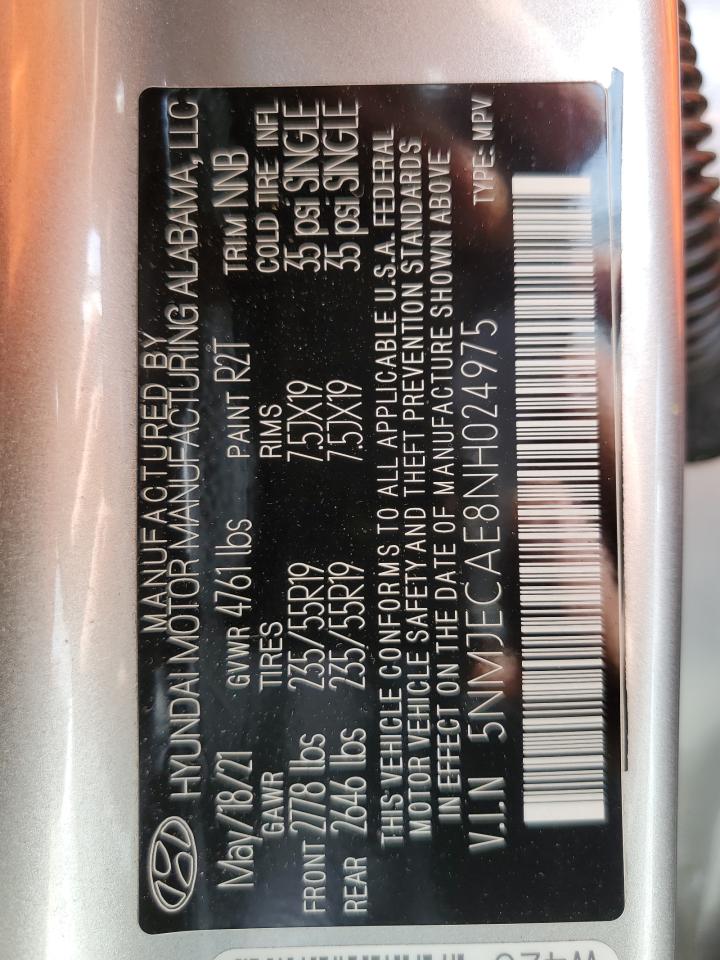 MANUFACTURED BY
HYUNDAI MOTOR MANUFACTURING ALABAMA, LLC
May/18/21 GVWR 4761 lbs PAINT R2T TRIM NNB
GAWR TIRES RIMS COLD TIRE INFL
FRONT 2778 lbs 235/55R19 7.5JX19 35 psi SINGLE
REAR 2646 lbs 235/55R19 7.5JX19 35 psi SINGLE
THIS VEHICLE CONFORMS TO ALL APPLICABLE U.S.A. FEDERAL
MOTOR VEHICLE SAFETY AND THEFT PREVENTION STANDARDS
IN EFFECT ON THE DATE OF MANUFACTURE SHOWN ABOVE
V.I.N 5NMJECAE8NH024975 TYPE: MPV